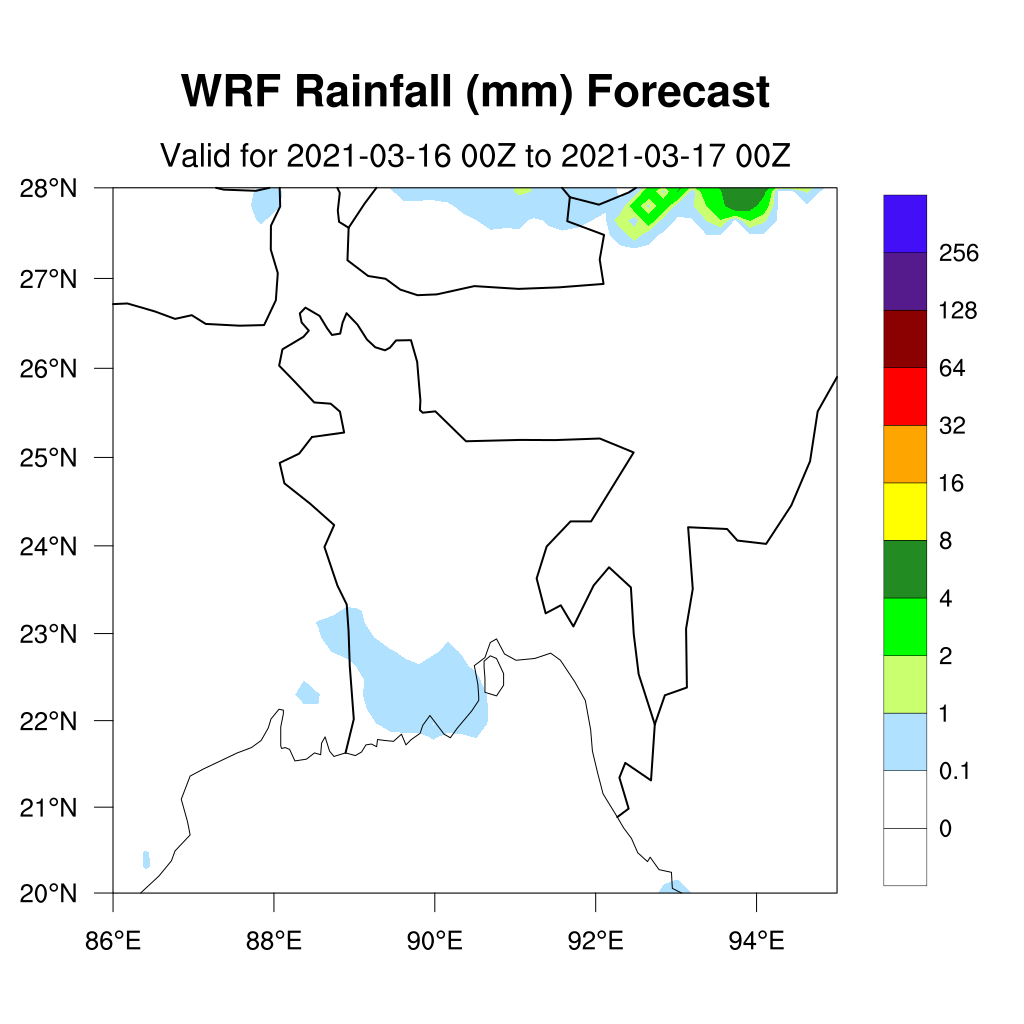 WRF Rainfall (mm) Forecast
Valid for 2021-03-16 00Z to 2021-03-17 00Z
28°N
27°N
26°N
25°N
24°N
23°N
22°N
21°N
20°N
86°E 88°E 90°E 92°E 94°E
256
128
64
32
16
8
4
2
1
0.1
0